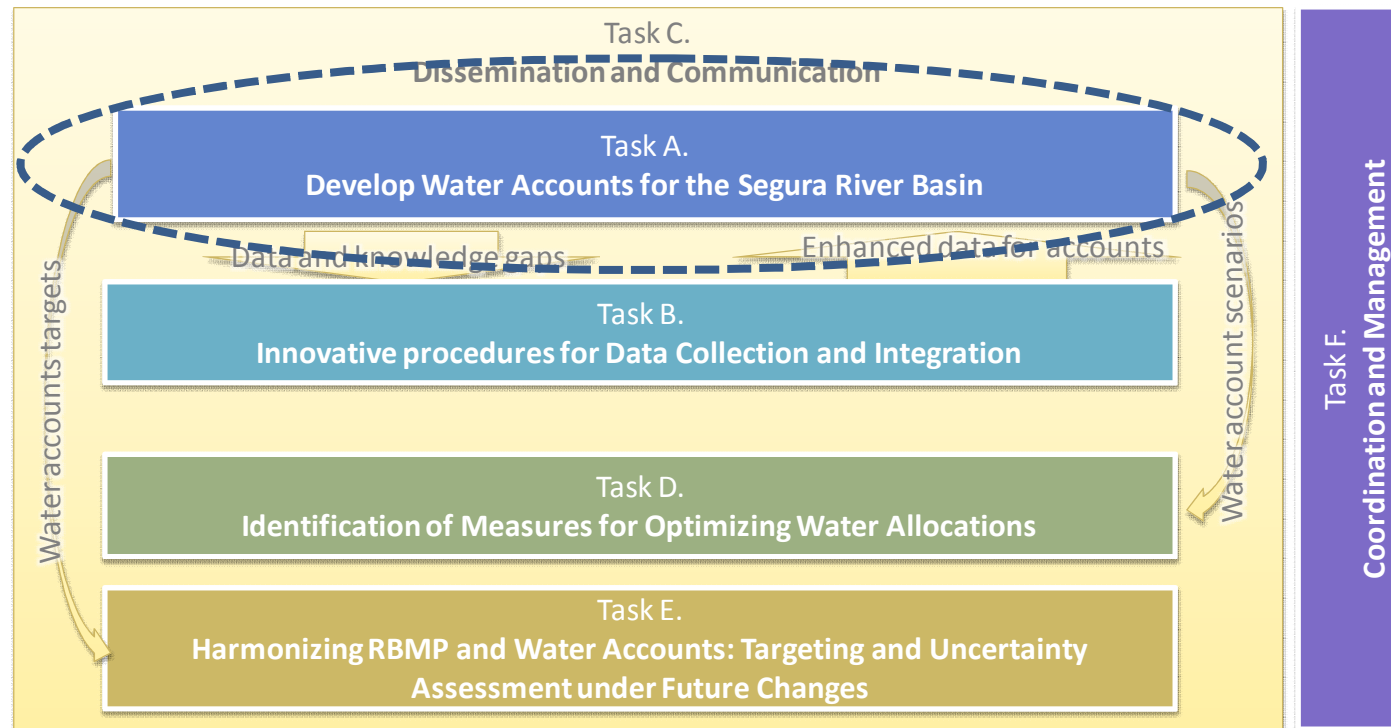 Task C.
Dissemination and Communication
Task A.
Develop Water Accounts for the Segura River Basin
Data and knowledge gaps
Enhanced data for accounts
Task B.
Innovative procedures for Data Collection and Integration
Task D.
Identification of Measures for Optimizing Water Allocations
Task E.
Harmonizing RBMP and Water Accounts: Targeting and Uncertainty
Assessment under Future Changes
Water accounts targets
Water account scenarios
Task F.
Coordination and Management